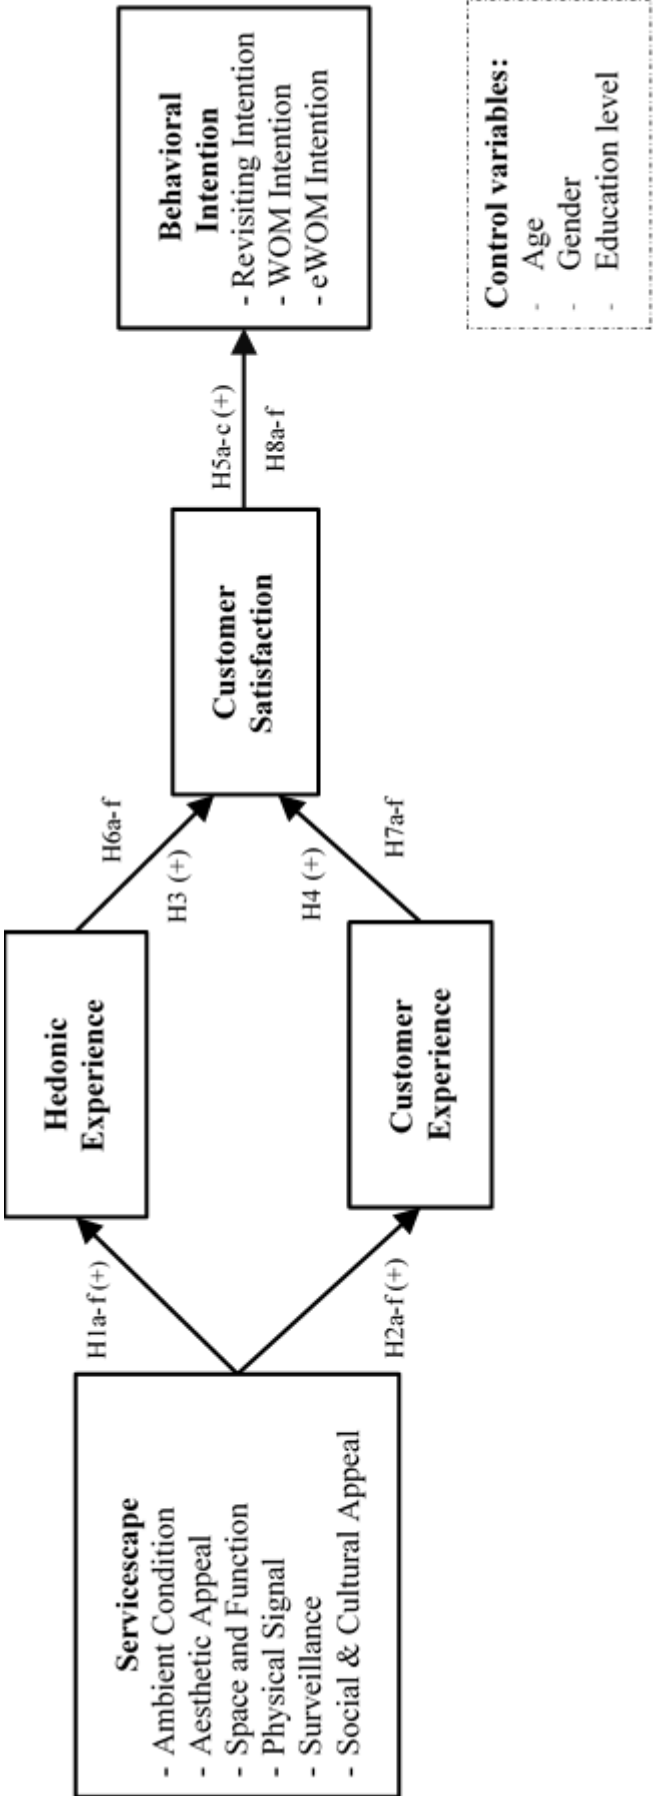 Servicescape
- Ambient Condition
- Aesthetic Appeal
- Space and Function
- Physical Signal
- Surveillance
- Social & Cultural Appeal
H1a-f (+)
H2a-f (+)
Hedonic
Experience
Customer
Experience
H6a-f
H3 (+)
H4 (+)
H7a-f
Customer
Satisfaction
H5a-c (+)
H8a-f
Behavioral
Intention
- Revisiting Intention
- WOM Intention
- eWOM Intention
Control variables:
- Age
- Gender
- Education level